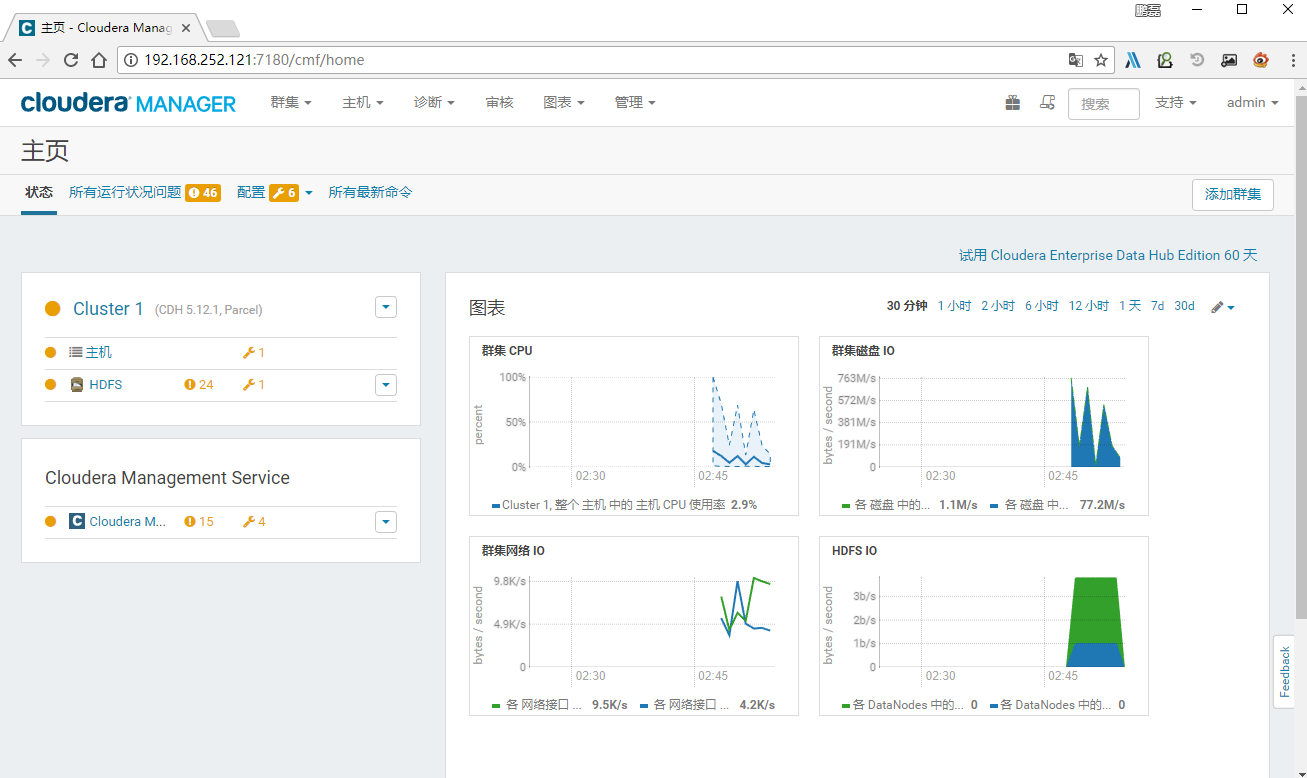 鹏磊
主页 - Cloudera Manag
192.168.252.121:7180/cmf/home
cloudera MANAGER 群集 主机 诊断 审核 图表 管理 搜索 支持 admin
主页
状态 所有运行状况问题 46 配置 6 所有最新命令 添加群集
试用 Cloudera Enterprise Data Hub Edition 60 天
Cluster 1 (CDH 5.12.1, Parcel)
主机 1
HDFS 24 1
Cloudera Management Service
Cloudera M... 15 4
图表 30 分钟 1 小时 2 小时 6 小时 12 小时 1 天 7d 30d
群集 CPU
percent
100%
50%
0%
02:30 02:45
Cluster 1, 整个 主机 中的 主机 CPU 使用率 2.9%
群集磁盘 IO
bytes / second
763M/s
572M/s
381M/s
191M/s
0
02:30 02:45
各 磁盘 中的... 1.1M/s 各 磁盘 中... 77.2M/s
群集网络 IO
bytes / second
9.8K/s
4.9K/s
0
02:30 02:45
各 网络接口 ... 9.5K/s 各 网络接口 ... 4.2K/s
HDFS IO
bytes / second
3b/s
2b/s
1b/s
0
02:30 02:45
各 DataNodes 中的... 0 各 DataNodes 中的... 0
Feedback